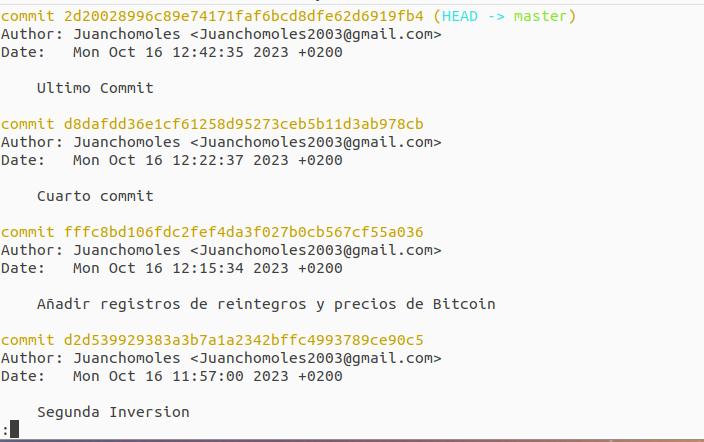 commit 2d20028996c89e74171faf6bcd8dfe62d6919fb4 (HEAD -> master)
Author: Juanchomoles <Juanchomoles2003@gmail.com>
Date:   Mon Oct 16 12:42:35 2023 +0200
Ultimo Commit
commit d8dafdd36e1cf61258d95273ceb5b11d3ab978cb
Author: Juanchomoles <Juanchomoles2003@gmail.com>
Date:   Mon Oct 16 12:22:37 2023 +0200
Cuarto commit
commit fffc8bd106fdc2fef4da3f027b0cb567cf55a036
Author: Juanchomoles <Juanchomoles2003@gmail.com>
Date:   Mon Oct 16 12:15:34 2023 +0200
Añadir registros de reintegros y precios de Bitcoin
commit d2d539929383a3b7a1a2342bffc4993789ce90c5
Author: Juanchomoles <Juanchomoles2003@gmail.com>
Date:   Mon Oct 16 11:57:00 2023 +0200
Segunda Inversion
: